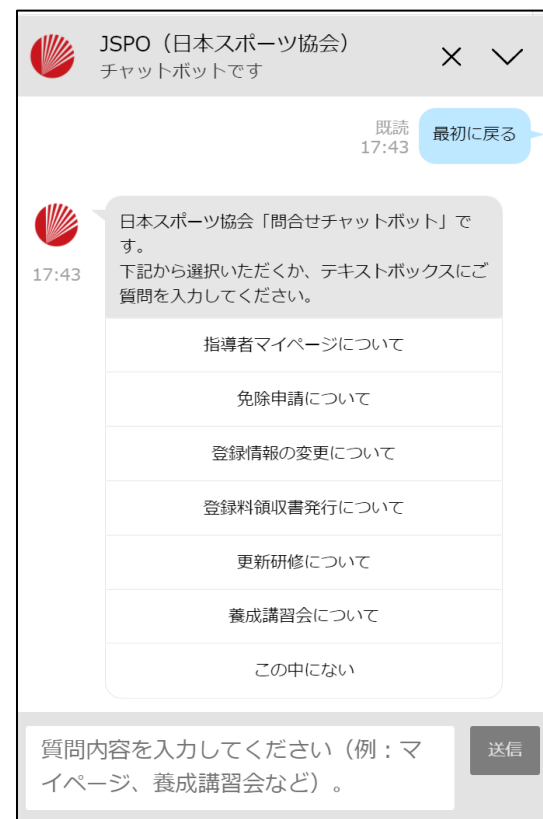 JSPO（日本スポーツ協会）
チャットボットです
既読
17:43
最初に戻る
日本スポーツ協会「問合せチャットボット」で
す。
下記から選択いただくか、テキストボックスにご
質問を入力してください。
17:43
指導者マイページについて
免除申請について
登録情報の変更について
登録料領収書発行について
更新研修について
養成講習会について
この中にない
質問内容を入力してください（例：マ
イページ、養成講習会など）。
送信